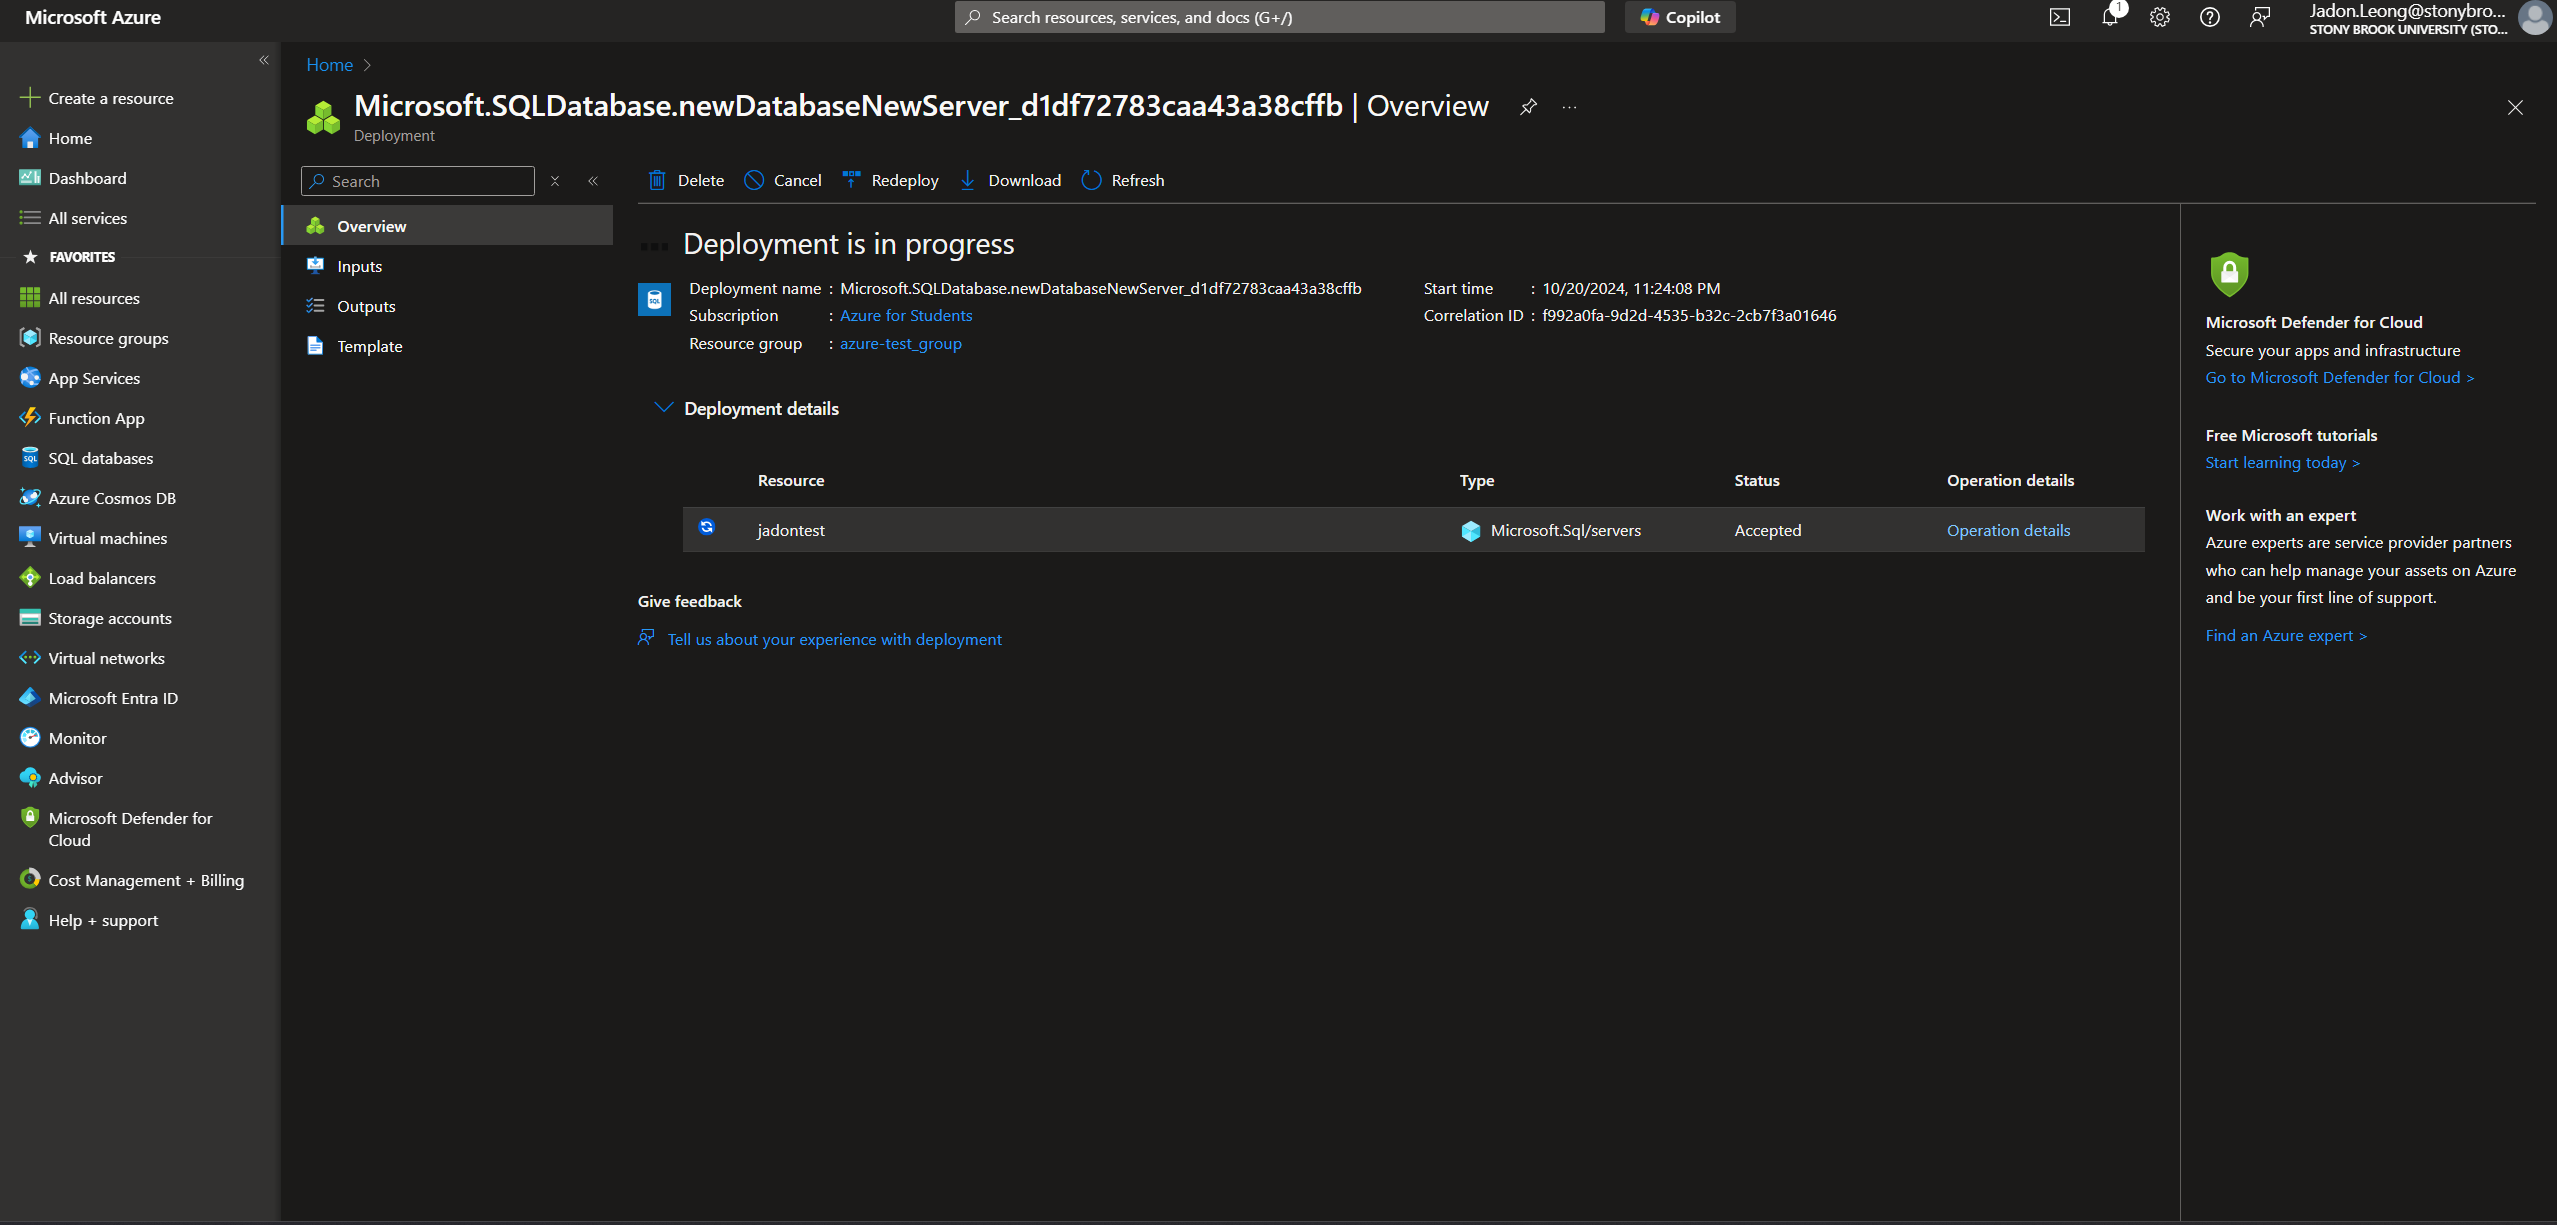 Microsoft Azure
Search resources, services, and docs (G+/)
Copilot
1
Jadon.Leong@stonybro...
STONY BROOK UNIVERSITY (STO...
Create a resource
Home
Dashboard
All services
FAVORITES
All resources
Resource groups
App Services
Function App
SQL databases
Azure Cosmos DB
Virtual machines
Load balancers
Storage accounts
Virtual networks
Microsoft Entra ID
Monitor
Advisor
Microsoft Defender for
Cloud
Cost Management + Billing
Help + support
Home >
Microsoft.SQLDatabase.newDatabaseNewServer_d1df72783caa43a38cffb | Overview
Deployment
Search
Overview
Inputs
Outputs
Template
Delete
Cancel
Redeploy
Download
Refresh
Deployment is in progress
SQL
Deployment name : Microsoft.SQLDatabase.newDatabaseNewServer_d1df72783caa43a38cffb
Subscription : Azure for Students
Resource group : azure-test_group
Start time : 10/20/2024, 11:24:08 PM
Correlation ID : f992a0fa-9d2d-4535-b32c-2cb7f3a01646
Deployment details
Resource Type Status Operation details
jadontest Microsoft.Sql/servers Accepted Operation details
Give feedback
Tell us about your experience with deployment
Microsoft Defender for Cloud
Secure your apps and infrastructure
Go to Microsoft Defender for Cloud >
Free Microsoft tutorials
Start learning today >
Work with an expert
Azure experts are service provider partners
who can help manage your assets on Azure
and be your first line of support.
Find an Azure expert >